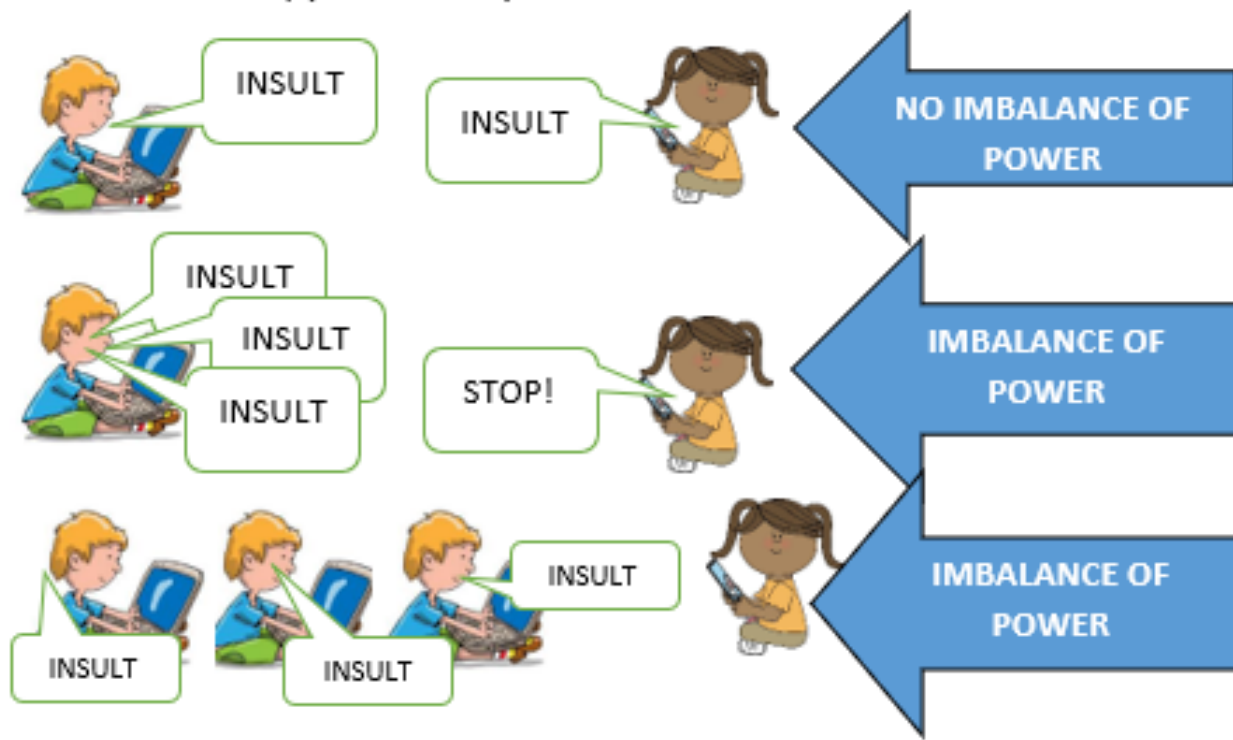 INSULT
INSULT
NO IMBALANCE OF
POWER
INSULT
INSULT
INSULT
STOP!
IMBALANCE OF
POWER
INSULT
INSULT
INSULT
IMBALANCE OF
POWER